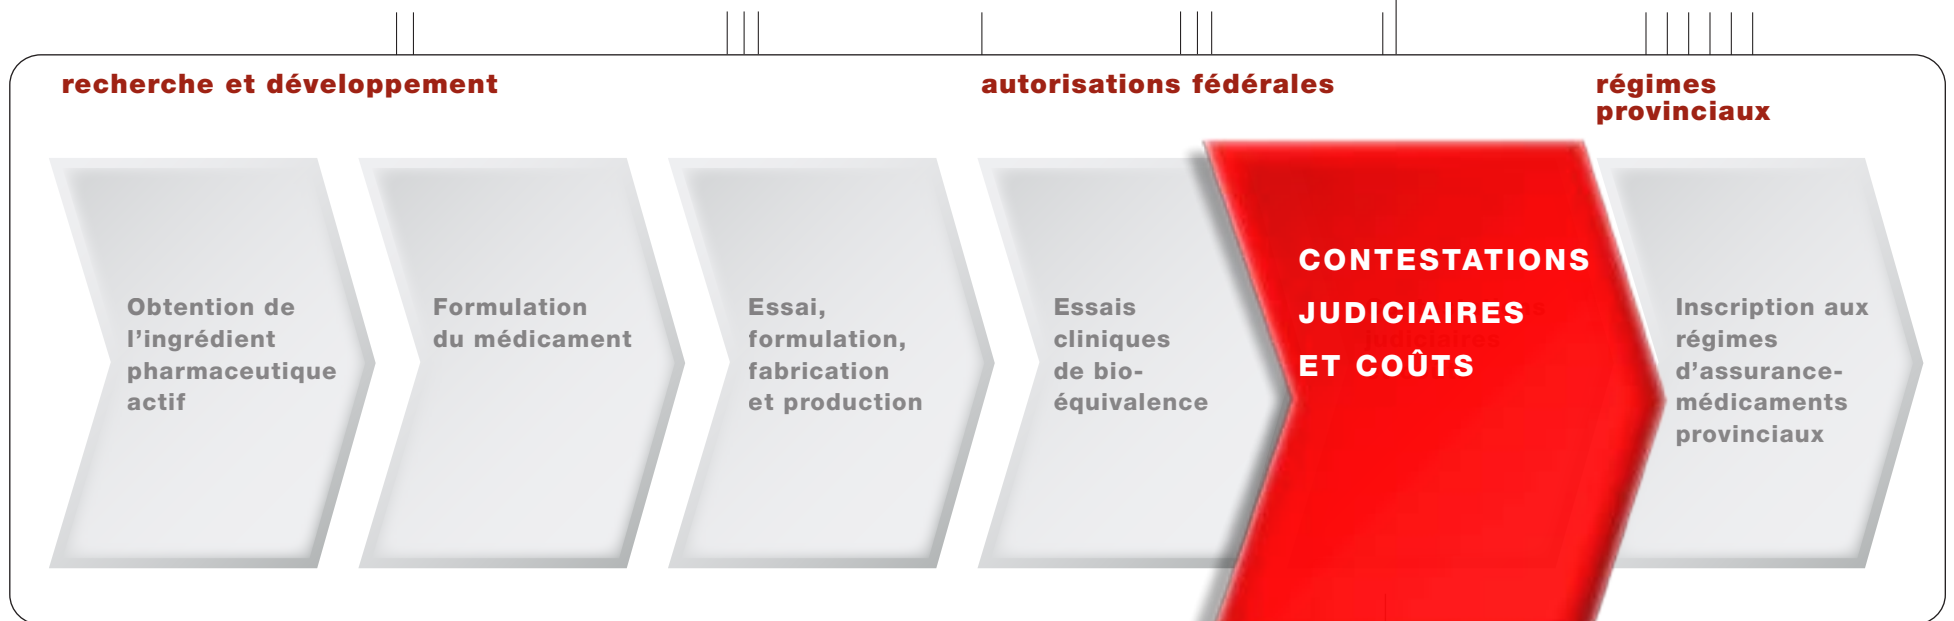 recherche et développement
autorisations fédérales
régimes
provinciaux
Obtention de
l’ingrédient
pharmaceutique
actif
Formulation
du médicament
Essai,
formulation,
fabrication
et production
Essais
cliniques
de bio-
équivalence
CONTESTATIONS
JUDICIAIRES
ET COÛTS
Inscription aux
régimes
d’assurance-
médicaments
provinciaux